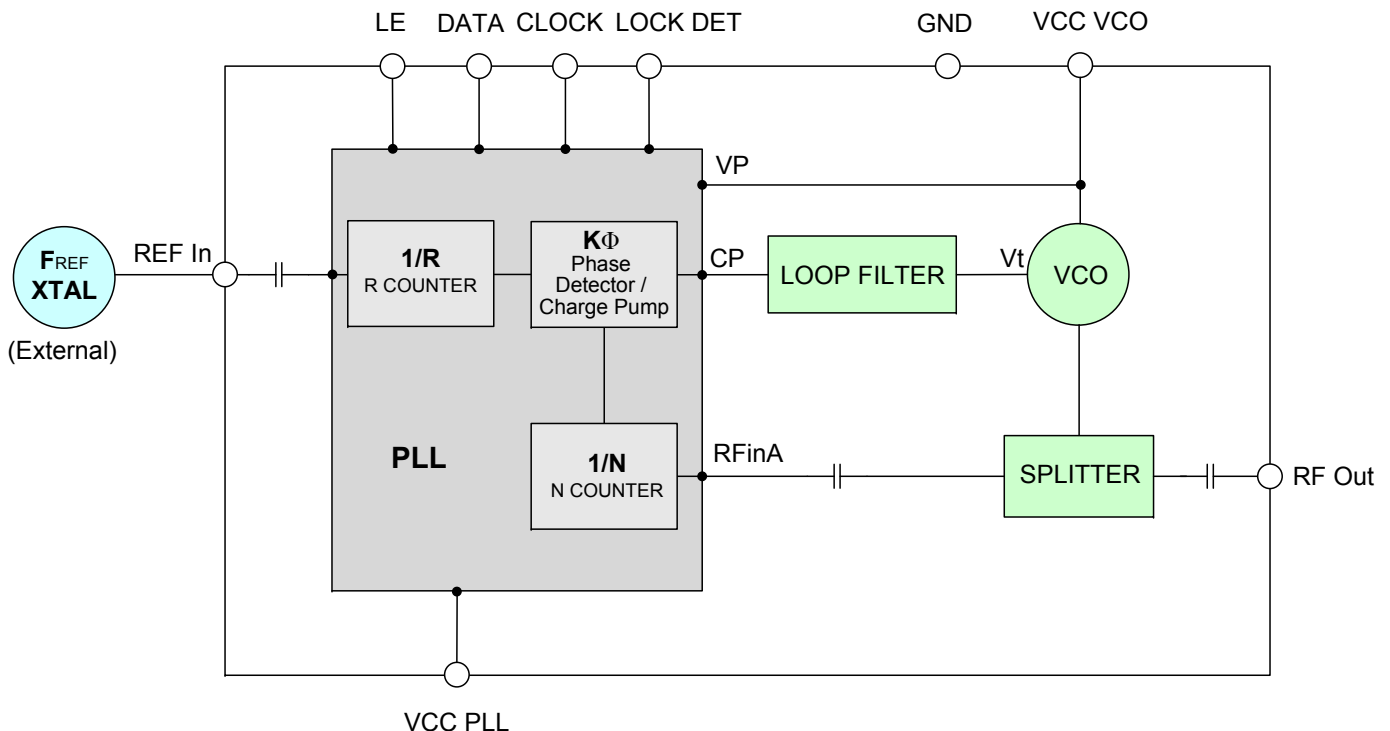 LE
DATA
CLOCK
LOCK DET
GND
VCC VCO
VP
FREF
XTAL
(External)
REF In
1/R
R COUNTER
KΦ
Phase
Detector /
Charge Pump
CP
LOOP FILTER
Vt
VCO
PLL
1/N
N COUNTER
RFinA
SPLITTER
RF Out
VCC PLL